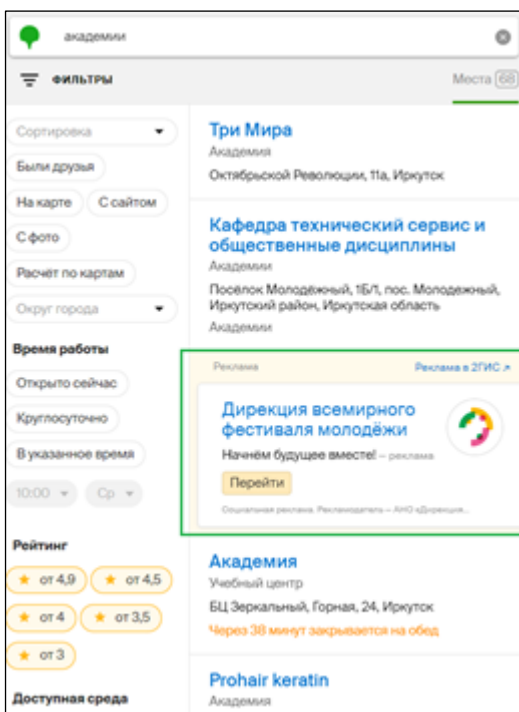 академии
ФИЛЬТРЫ
Места 68
Сортировка
Были друзья
На карте
С сайтом
С фото
Расчёт по картам
Округ города
Время работы
Открыто сейчас
Круглосуточно
В указанное время
10:00
Ср
Рейтинг
от 4,9
от 4,5
от 4
от 3,5
от 3
Доступная среда
Три Мира
Академия
Октябрьской Революции, 11а, Иркутск
Кафедра технический сервис и
общественные дисциплины
Академии
Посёлок Молодёжный, 1Б/1, пос. Молодежный,
Иркутский район, Иркутская область
Академии
Реклама
Реклама в 2ГИС
Дирекция всемирного
фестиваля молодёжи
Начнём будущее вместе! – реклама
Перейти
Социальная реклама. Рекламодатель – АНО «Дирекция...
Академия
Учебный центр
БЦ Зеркальный, Горная, 24, Иркутск
Через 38 минут закрывается на обед
Prohair keratin
Академия